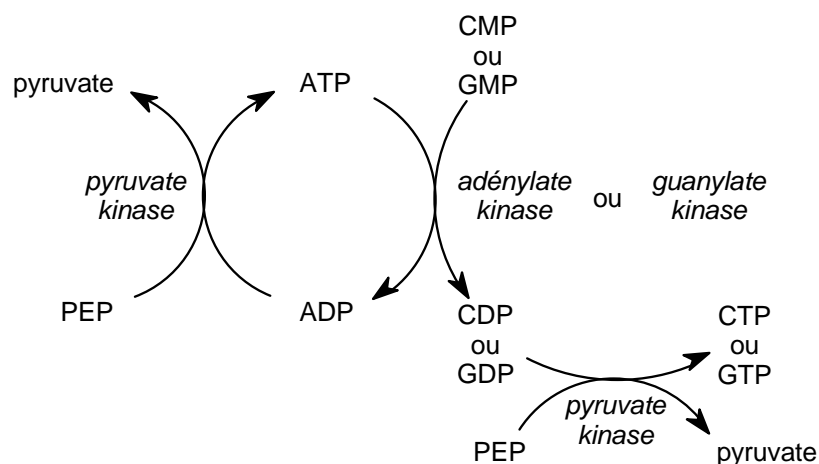 CMP
ou
GMP
pyruvate
ATP
pyruvate
kinase
adénylate
kinase
ou
guanylate
kinase
PEP
ADP
CDP
ou
GDP
CTP
ou
GTP
pyruvate
kinase
PEP
pyruvate